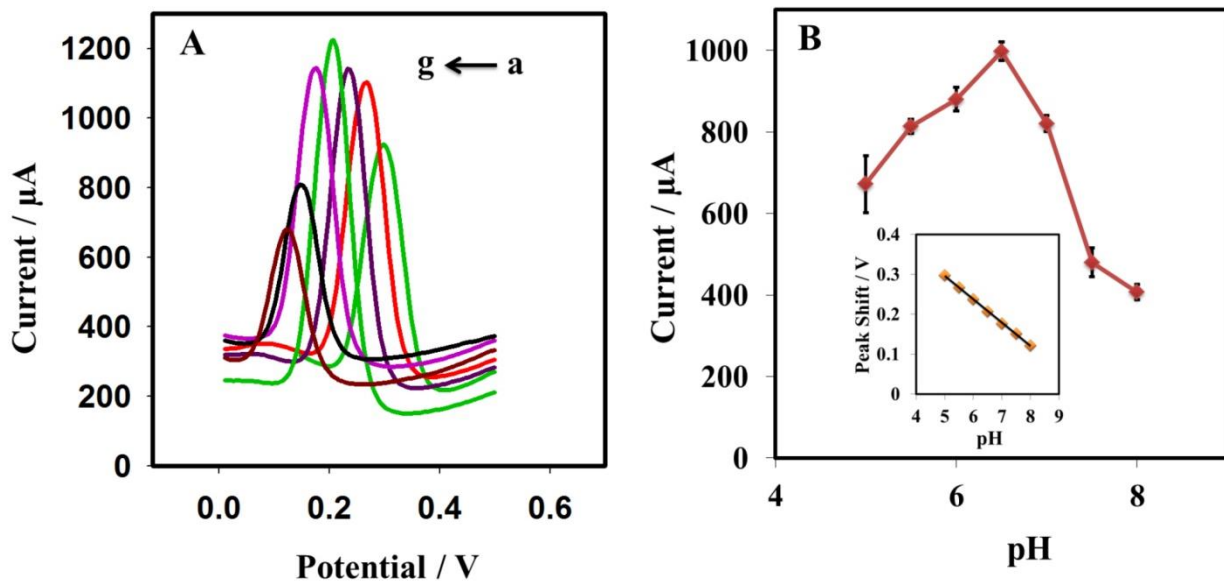 A
g ← a
1200
1000
800
600
400
200
0
0.0 0.2 0.4 0.6
Current / µA
Potential / V
B
1000
800
600
400
200
0
4 6 8
Current / µA
pH
0.4
0.3
0.2
0.1
0
4 5 6 7 8 9
Peak Shift / V
pH